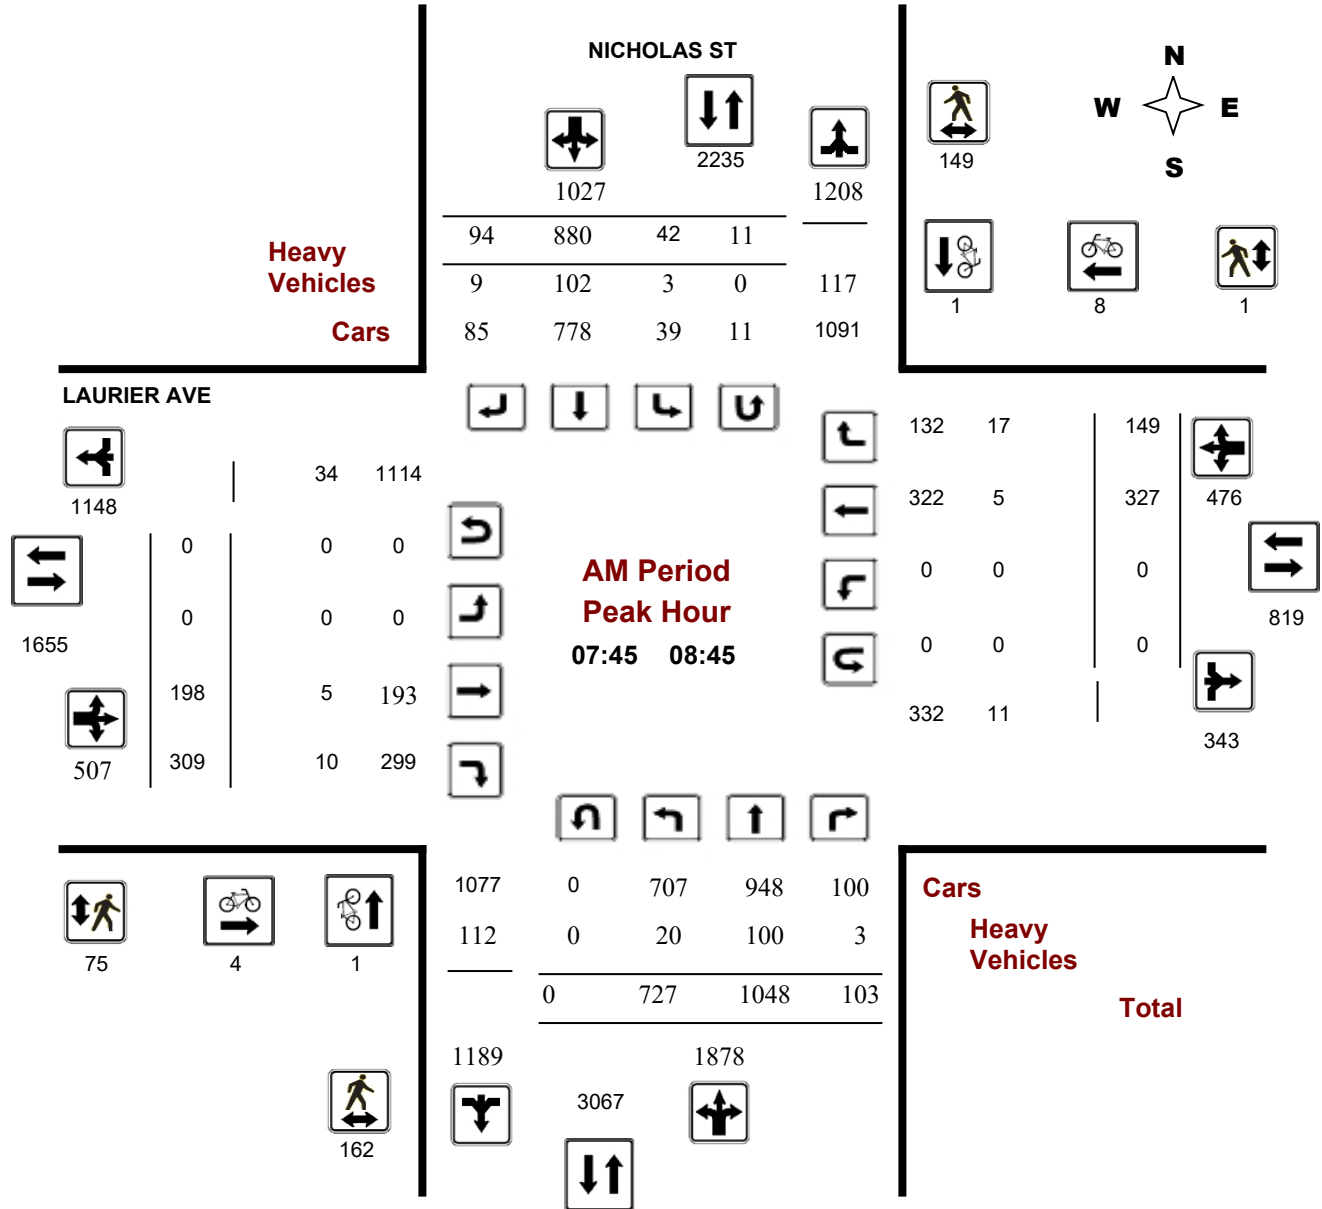 NICHOLAS ST
N
W E
S
2235
149
1027
1208
94 880 42 11
Heavy
Vehicles
9 102 3 0 117
1 8 1
Cars
85 778 39 11 1091
LAURIER AVE
132 17 149
34 1114
1148
322 5 327 476
0 0 0
AM Period
0 0 0
Peak Hour
0 0 0
819
1655
07:45 08:45
0 0 0
198 5 193
332 11
343
507
309 10 299
1077 0 707 948 100
Cars
112 0 20 100 3
Heavy
Vehicles
75 4 1
0 727 1048 103
Total
1189 1878
3067
162